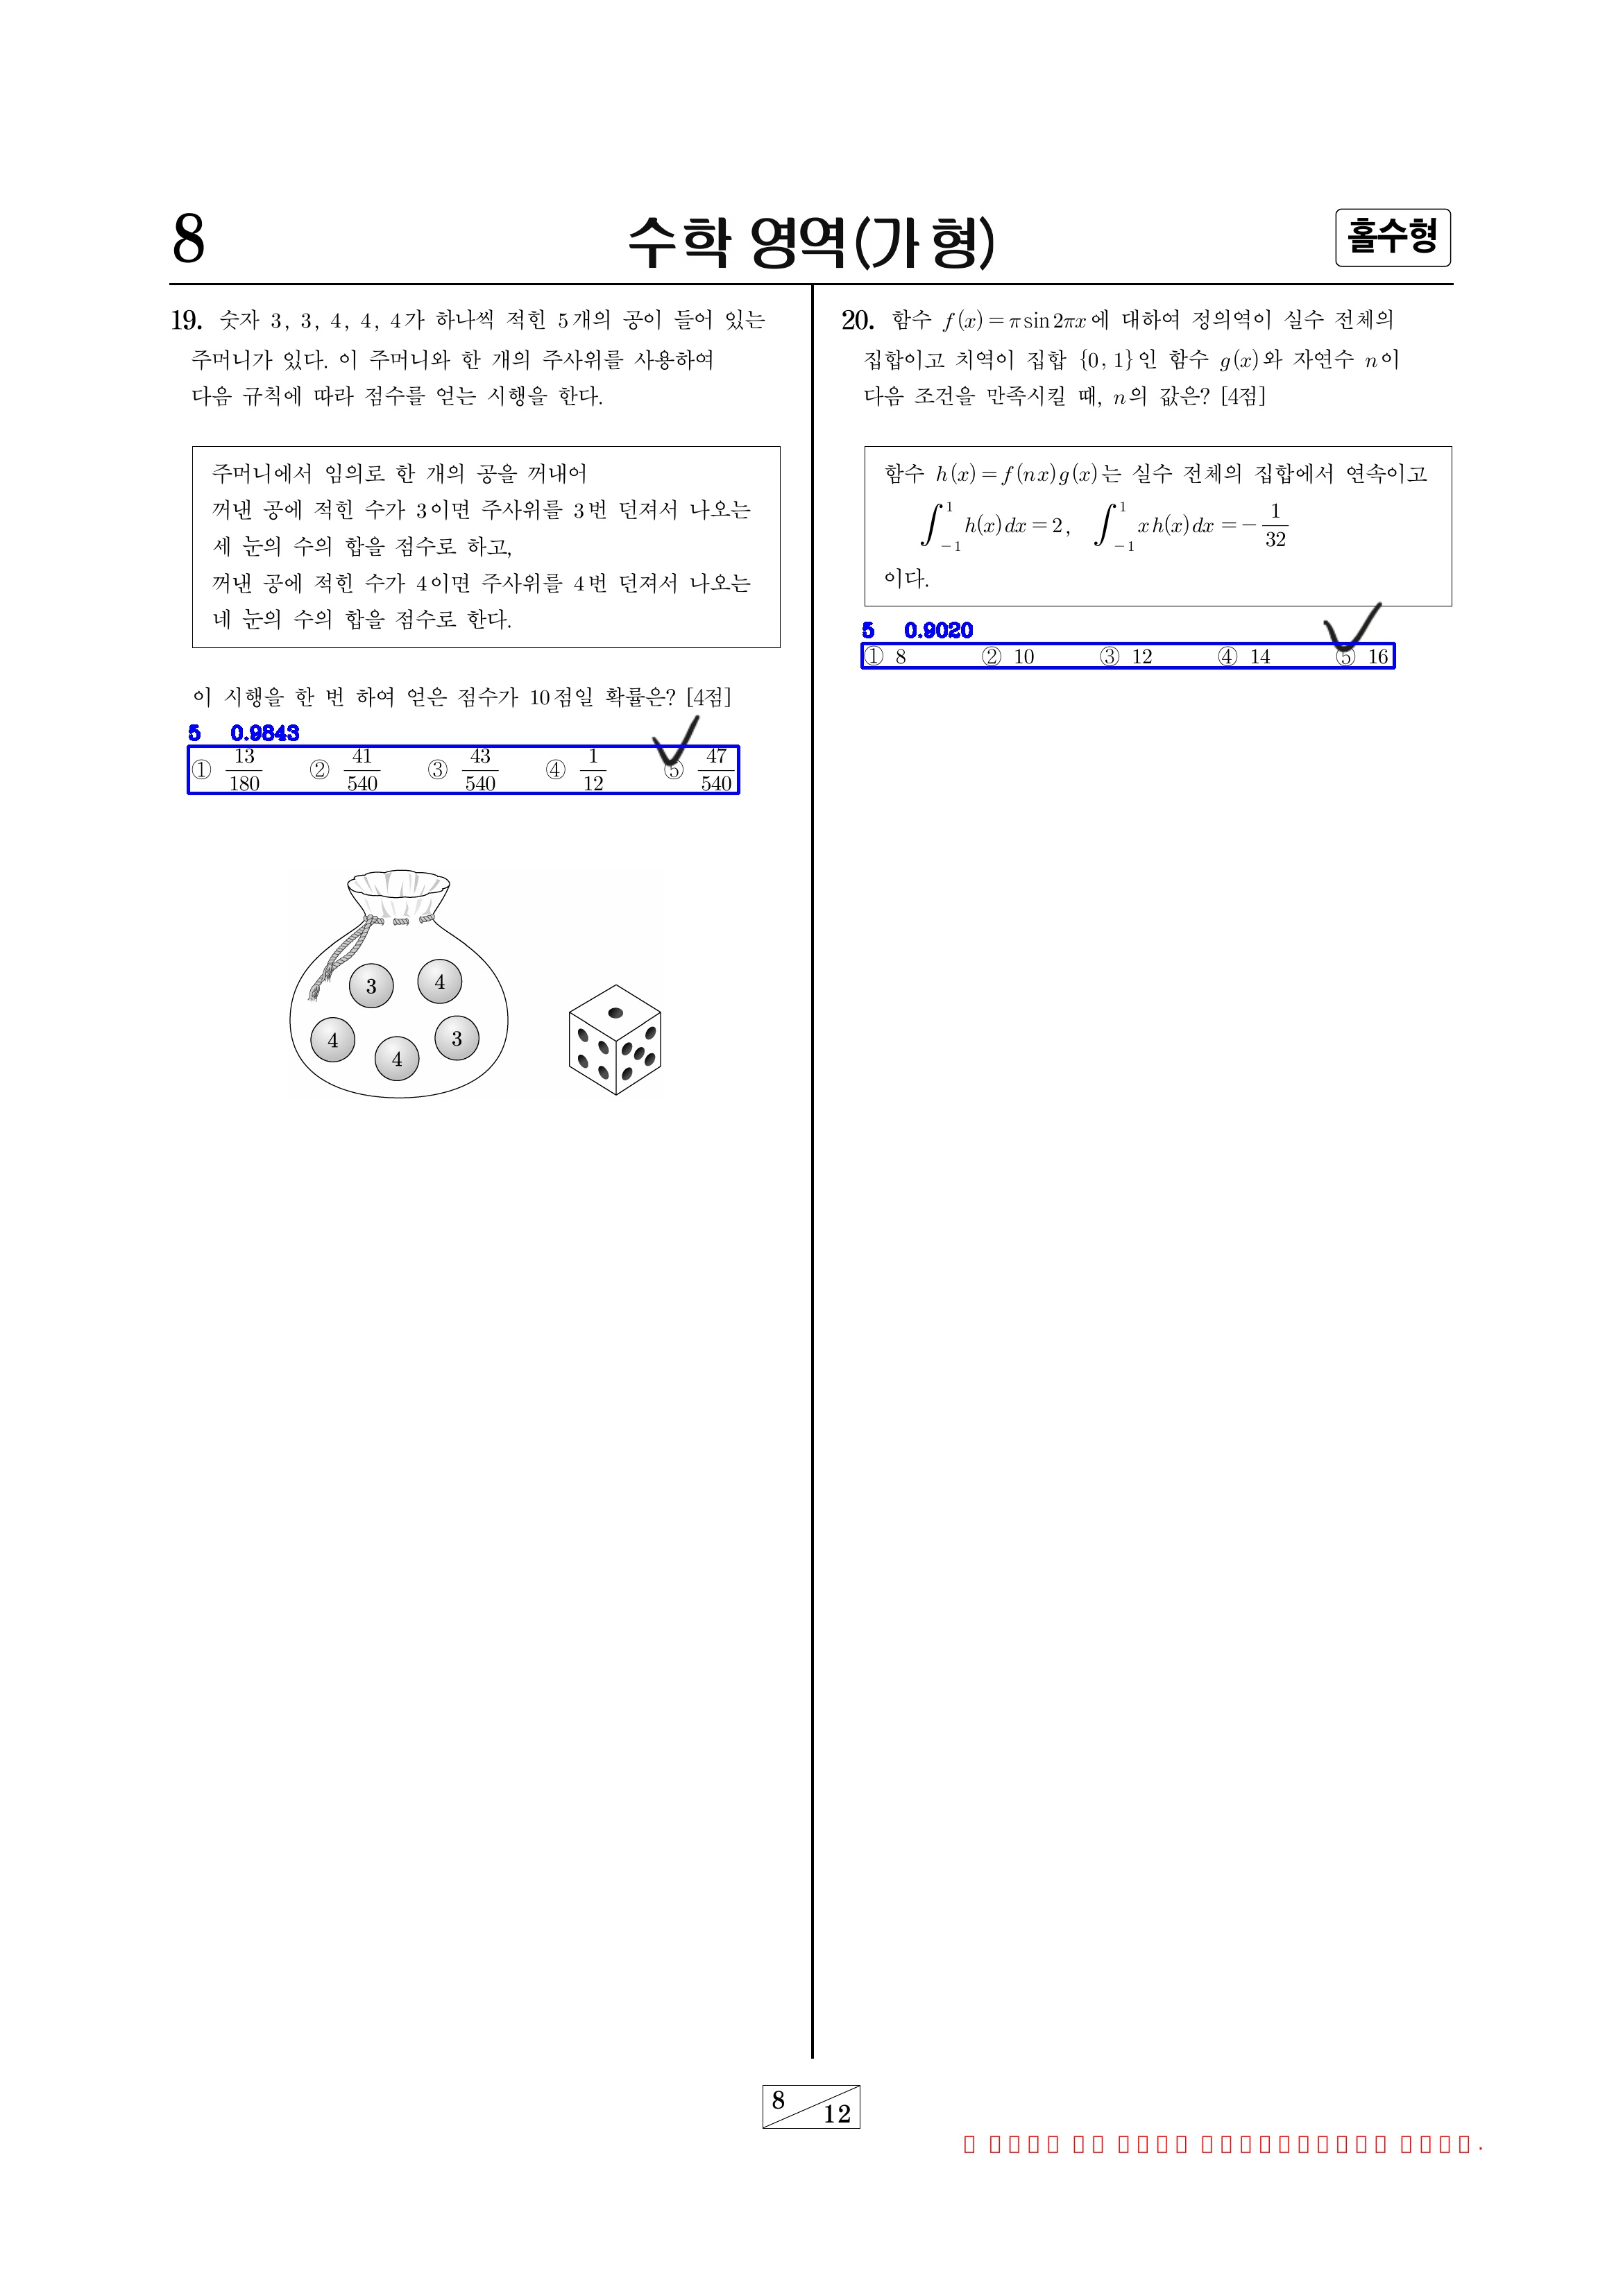 8
수학 영역(가 형)
홀수형
19. 숫자 3, 3, 4, 4, 4가 하나씩 적힌 5개의 공이 들어 있는
주머니가 있다. 이 주머니와 한 개의 주사위를 사용하여
다음 규칙에 따라 점수를 얻는 시행을 한다.
주머니에서 임의로 한 개의 공을 꺼내어
꺼낸 공에 적힌 수가 3이면 주사위를 3번 던져서 나오는
세 눈의 수의 합을 점수로 하고,
꺼낸 공에 적힌 수가 4이면 주사위를 4번 던져서 나오는
네 눈의 수의 합을 점수로 한다.
이 시행을 한 번 하여 얻은 점수가 10점일 확률은? [4점]
5 0.9843
① 13/180 ② 41/540 ③ 43/540 ④ 1/12 ⑤ 47/540
3 4
4 4 3
20. 함수 f(x)=π sin 2πx에 대하여 정의역이 실수 전체의
집합이고 치역이 집합 {0, 1}인 함수 g(x)와 자연수 n이
다음 조건을 만족시킬 때, n의 값은? [4점]
함수 h(x)=f(nx)g(x)는 실수 전체의 집합에서 연속이고
∫_{-1}^{1} h(x)dx=2, ∫_{-1}^{1} xh(x)dx=-1/32
이다.
5 0.9020
① 8 ② 10 ③ 12 ④ 14 ⑤ 16
8/12